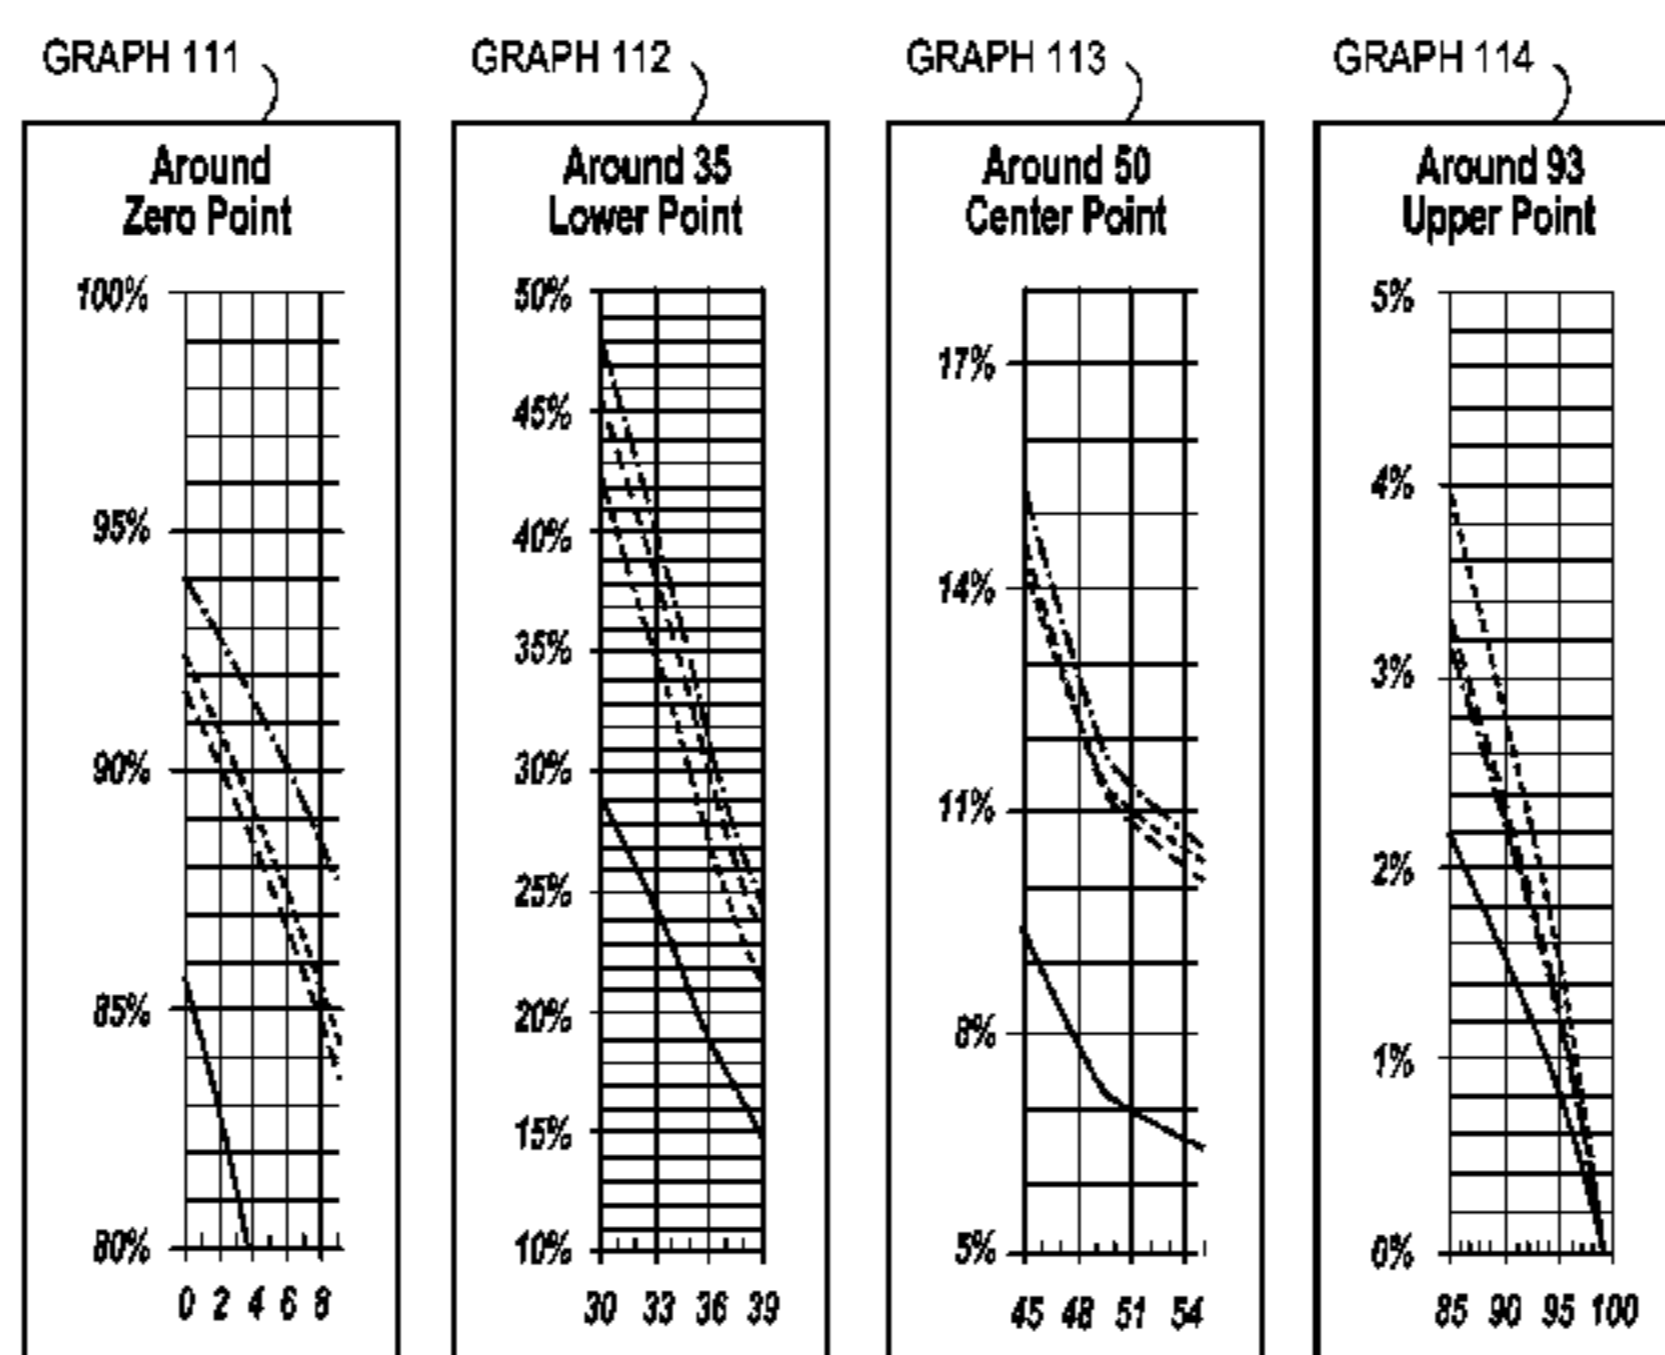 GRAPH 111
GRAPH 112
GRAPH 113
GRAPH 114
Around
Zero Point
100%
95%
90%
85%
80%
0 2 4 6 8
Around 35
Lower Point
50%
45%
40%
35%
30%
25%
20%
15%
10%
30 33 36 39
Around 50
Center Point
17%
14%
11%
8%
5%
45 48 51 54
Around 93
Upper Point
5%
4%
3%
2%
1%
0%
85 90 95 100